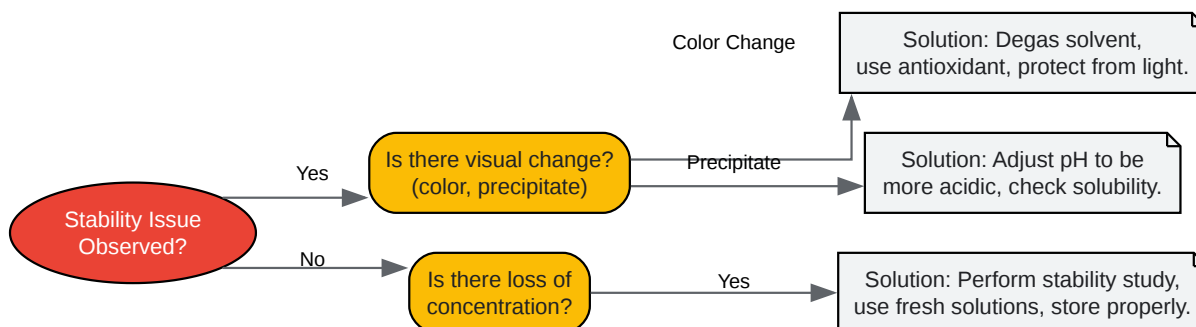 Stability Issue
Observed?
Yes
No
Is there visual change?
(color, precipitate)
Is there loss of
concentration?
Color Change
Precipitate
Yes
Solution: Degas solvent,
use antioxidant, protect from light.
Solution: Adjust pH to be
more acidic, check solubility.
Solution: Perform stability study,
use fresh solutions, store properly.